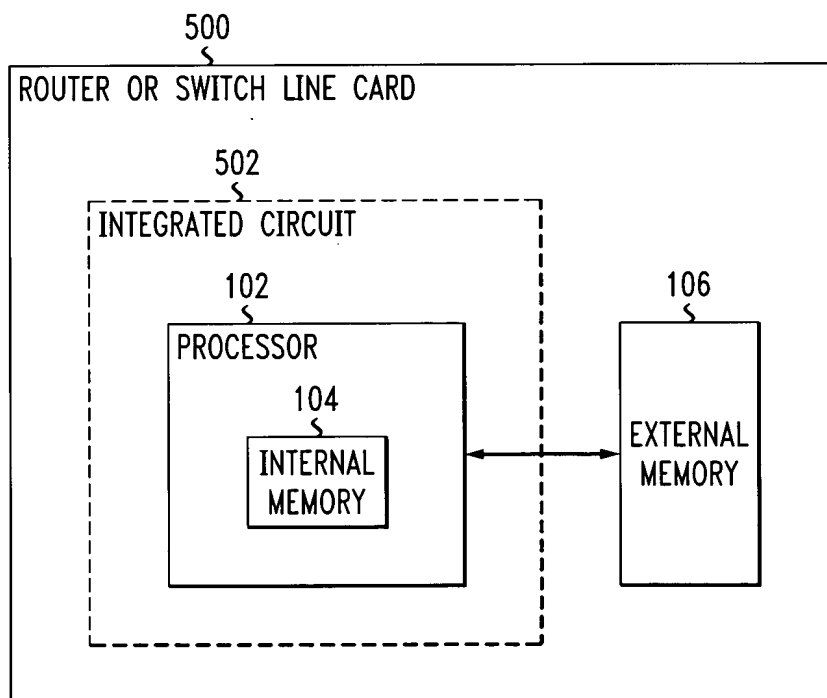 500
ROUTER OR SWITCH LINE CARD
502
INTEGRATED CIRCUIT
102
PROCESSOR
104
INTERNAL
MEMORY
106
EXTERNAL
MEMORY